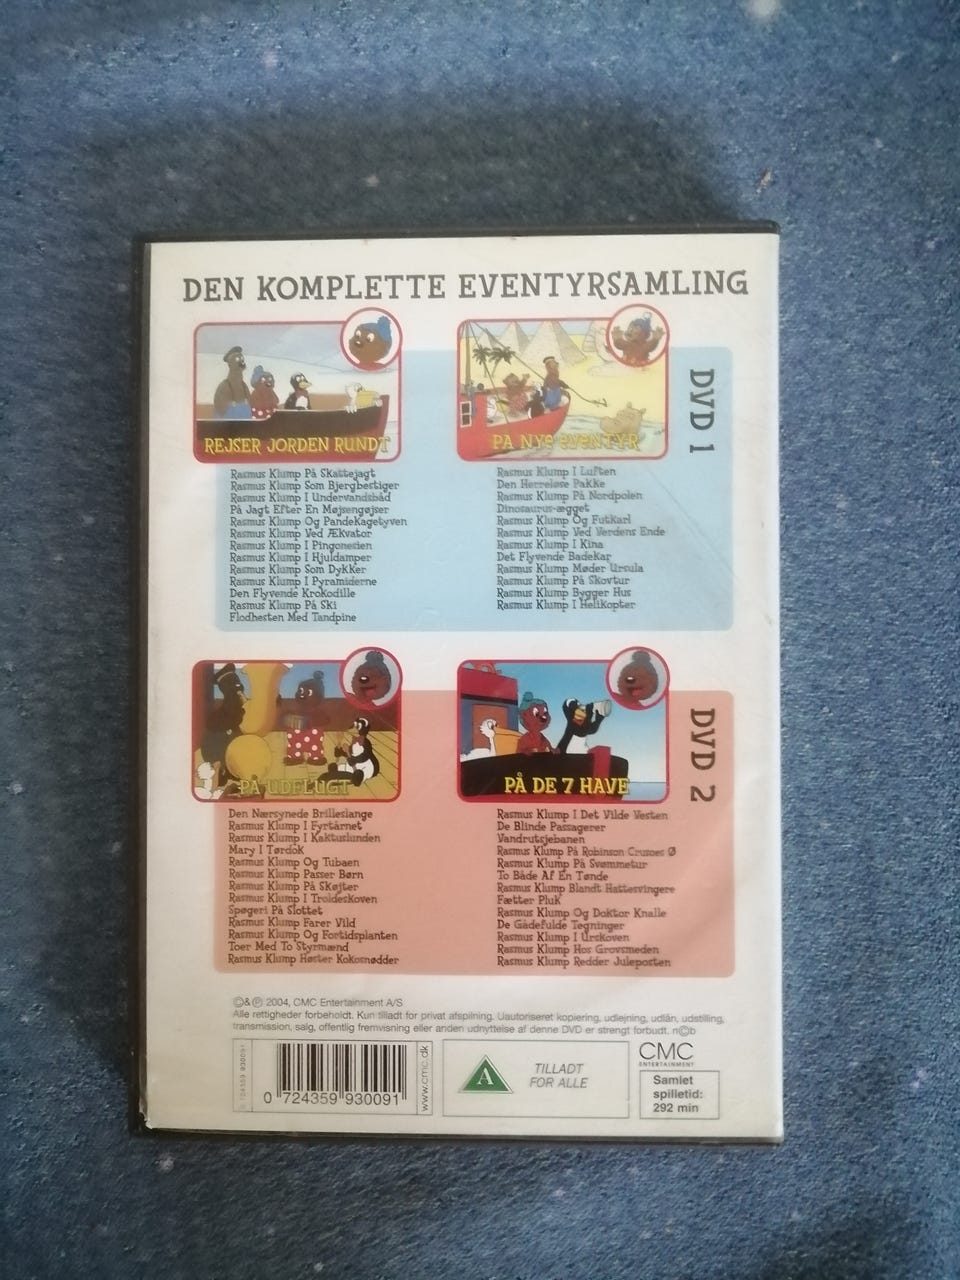 DEN KOMPLETTE EVENTYRSAMLING
DVD 1
REJSER JORDEN RUNDT
Rasmus Klump På Skattejagt
Rasmus Klump Som Bjergbestiger
Rasmus Klump I Undervandsbåd
På Jagt Efter En Møjsengøjser
Rasmus Klump Og Pandekagetyven
Rasmus Klump Ved Ækvator
Rasmus Klump I Pingonesien
Rasmus Klump I Hjuldamper
Rasmus Klump Som Dykker
Rasmus Klump I Pyramiderne
Den Flyvende Krokodille
Rasmus Klump På Ski
Flodhesten Med Tandpine
PÅ NYE EVENTYR
Rasmus Klump I Luften
Den Herreløse Pakke
Rasmus Klump På Nordpolen
Dinosaurus-ægget
Rasmus Klump Og Futkarl
Rasmus Klump Ved Verdens Ende
Rasmus Klump I Kina
Det Flyvende Badekar
Rasmus Klump Møder Ursula
Rasmus Klump På Skovtur
Rasmus Klump Bygger Hus
Rasmus Klump I Helikopter
DVD 2
PÅ UDFLUGT
Den Nærsynede Brilleslange
Rasmus Klump I Fyrtårnet
Rasmus Klump I Kaktuslunden
Mary I Tørdok
Rasmus Klump Og Tubaen
Rasmus Klump Passer Børn
Rasmus Klump På Skøjter
Rasmus Klump I Troldeskoven
Spøgeri På Slottet
Rasmus Klump Farer Vild
Rasmus Klump Og Fortidsplanten
Toer Med To Styrmænd
Rasmus Klump Høster Kokosnødder
PÅ DE 7 HAVE
Rasmus Klump I Det Vilde Vesten
De Blinde Passagerer
Vandrutsjebanen
Rasmus Klump På Robinson Crusoes Ø
Rasmus Klump På Svømmetur
To Både Af En Tønde
Rasmus Klump Blandt Hattesvingere
Fætter Pluk
Rasmus Klump Og Doktor Knalle
De Gådefulde Tegninger
Rasmus Klump I Urskoven
Rasmus Klump Hos Grovsmeden
Rasmus Klump Redder Juleposten
©&℗ 2004, CMC Entertainment A/S
Alle rettigheder forbeholdt. Kun tilladt for privat afspilning. Uautoriseret kopiering, udlejning, udlån, udstilling,
transmission, salg, offentlig fremvisning eller anden udnyttelse af denne DVD er strengt forbudt. n©b
0 724359 930091
0 724359 930091
www.cmc.dk
A
TILLADT
FOR ALLE
CMC
ENTERTAINMENT
Samlet
spilletid:
292 min